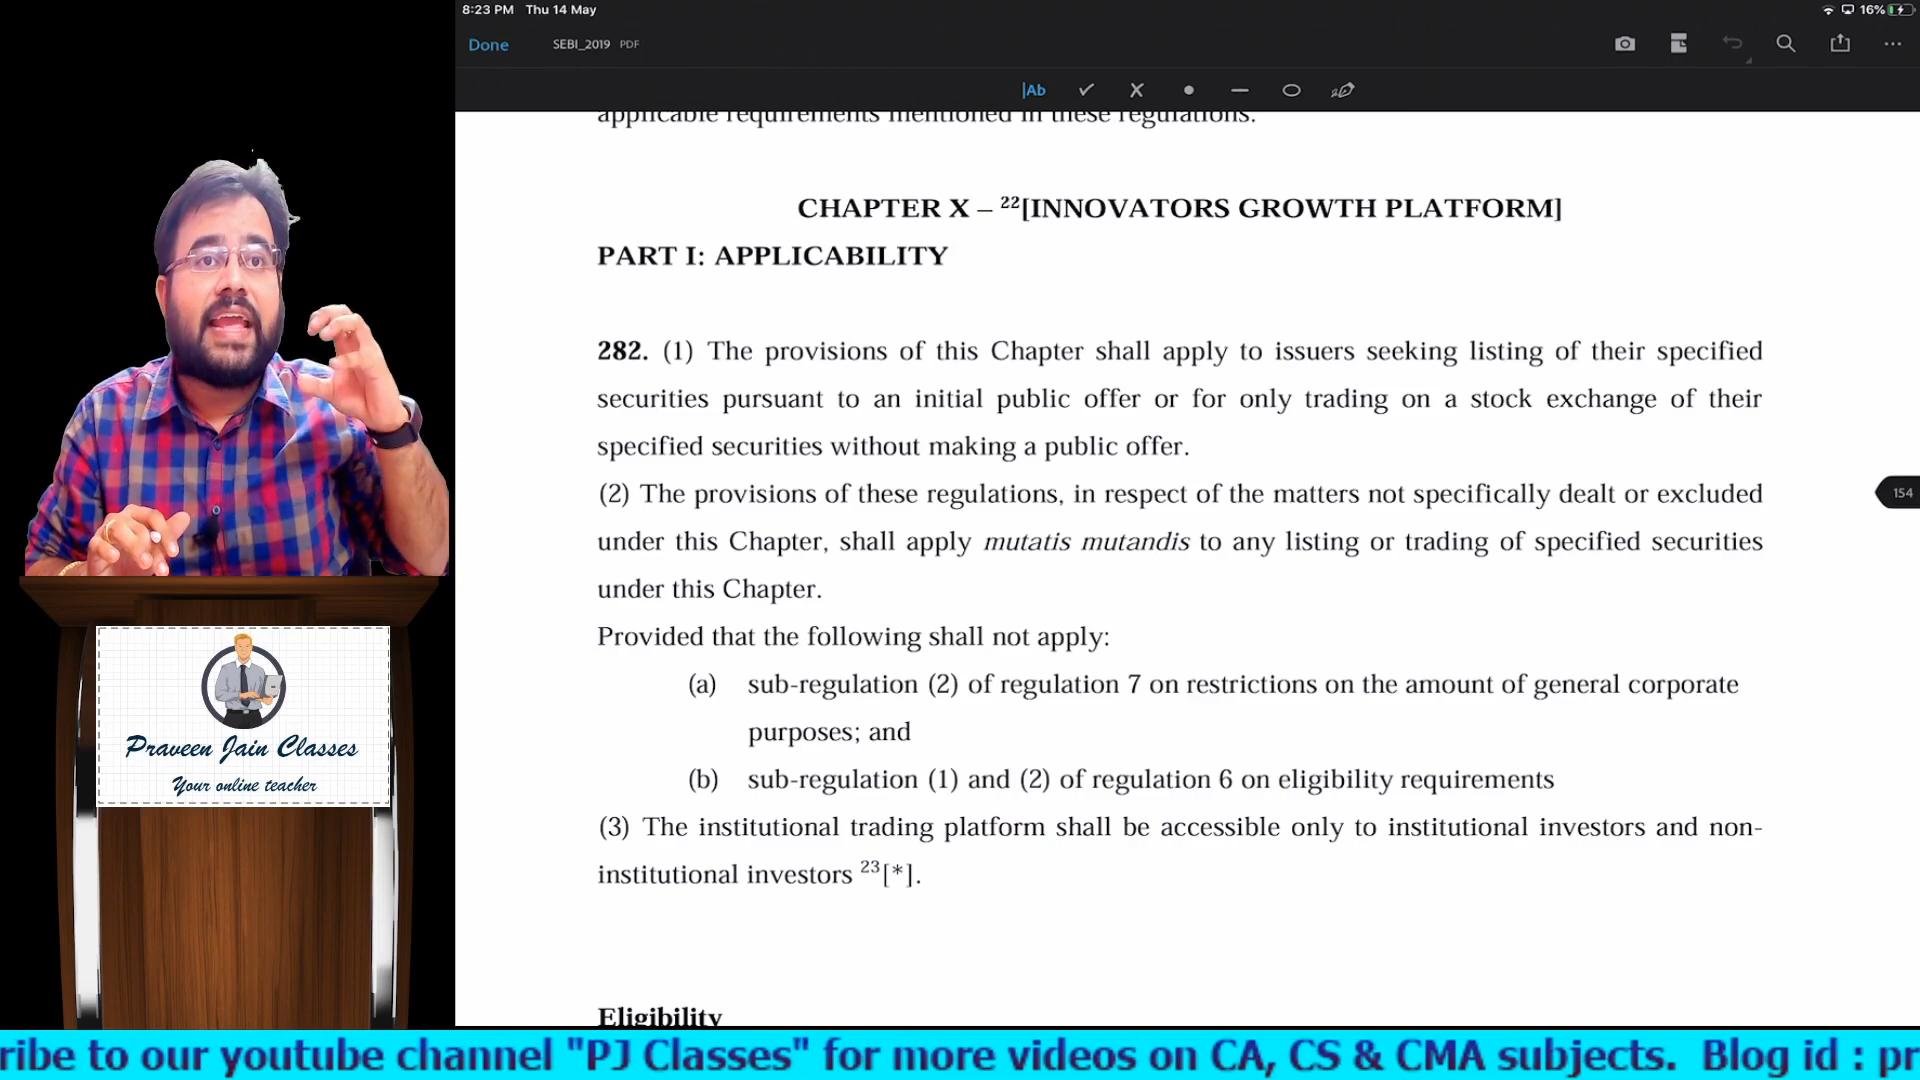 8:23 PM Thu 14 May
16%
Done
SEBI_2019 PDF
|Ab
applicable requirements mentioned in these regulations.
CHAPTER X – 22[INNOVATORS GROWTH PLATFORM]
PART I: APPLICABILITY
282. (1) The provisions of this Chapter shall apply to issuers seeking listing of their specified
securities pursuant to an initial public offer or for only trading on a stock exchange of their
specified securities without making a public offer.
(2) The provisions of these regulations, in respect of the matters not specifically dealt or excluded
under this Chapter, shall apply mutatis mutandis to any listing or trading of specified securities
under this Chapter.
Provided that the following shall not apply:
(a) sub-regulation (2) of regulation 7 on restrictions on the amount of general corporate
purposes; and
(b) sub-regulation (1) and (2) of regulation 6 on eligibility requirements
(3) The institutional trading platform shall be accessible only to institutional investors and non-
institutional investors 23[*].
Eligibility
154
Praveen Jain Classes
Your online teacher
ribe to our youtube channel "PJ Classes" for more videos on CA, CS & CMA subjects. Blog id : pr